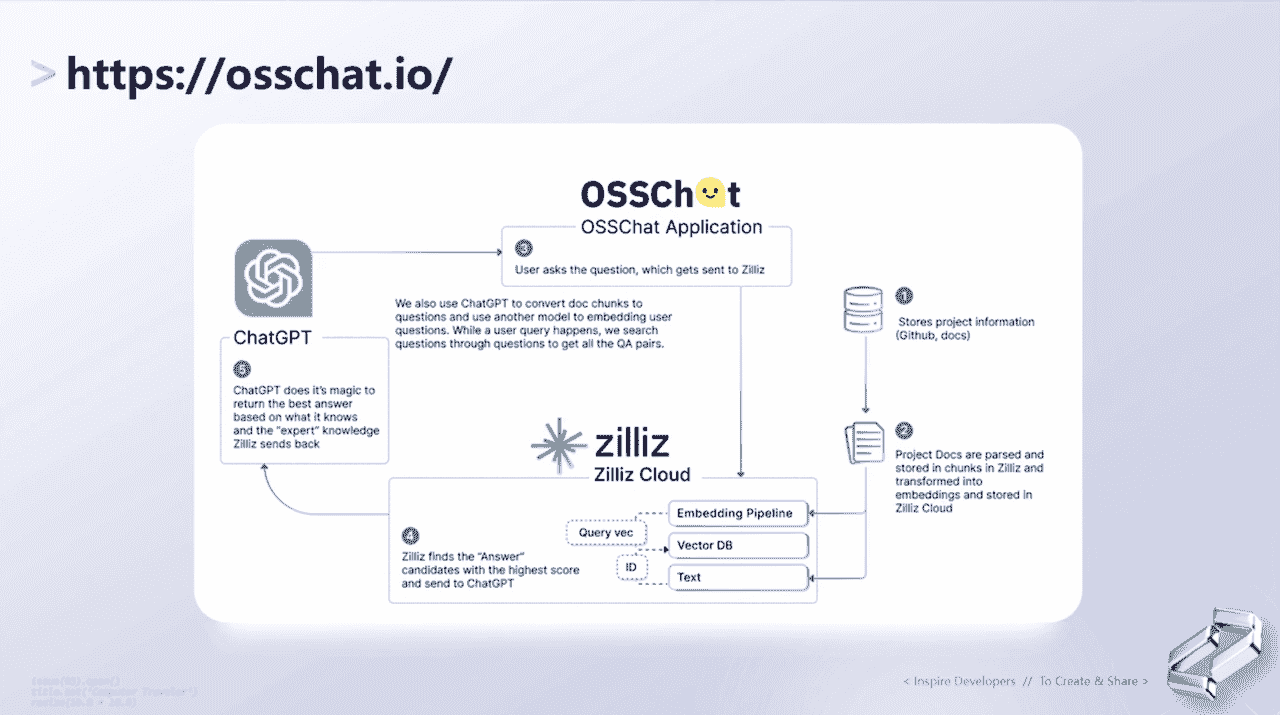 > https://osschat.io/
OSSChat
OSSChat Application
3
User asks the question, which gets sent to Zilliz
We also use ChatGPT to convert doc chunks to
questions and use another model to embedding user
questions. While a user query happens, we search
questions through questions to get all the QA pairs.
ChatGPT
5
ChatGPT does it's magic to
return the best answer
based on what it knows
and the "expert" knowledge
Zilliz sends back
1
Stores project information
(Github, docs)
2
Project Docs are parsed and
stored in chunks in Zilliz and
transformed into
embeddings and stored in
Zilliz Cloud
zilliz
Zilliz Cloud
4
Zilliz finds the "Answer"
candidates with the highest score
and send to ChatGPT
Query vec
ID
Embedding Pipeline
Vector DB
Text
< Inspire Developers // To Create & Share >